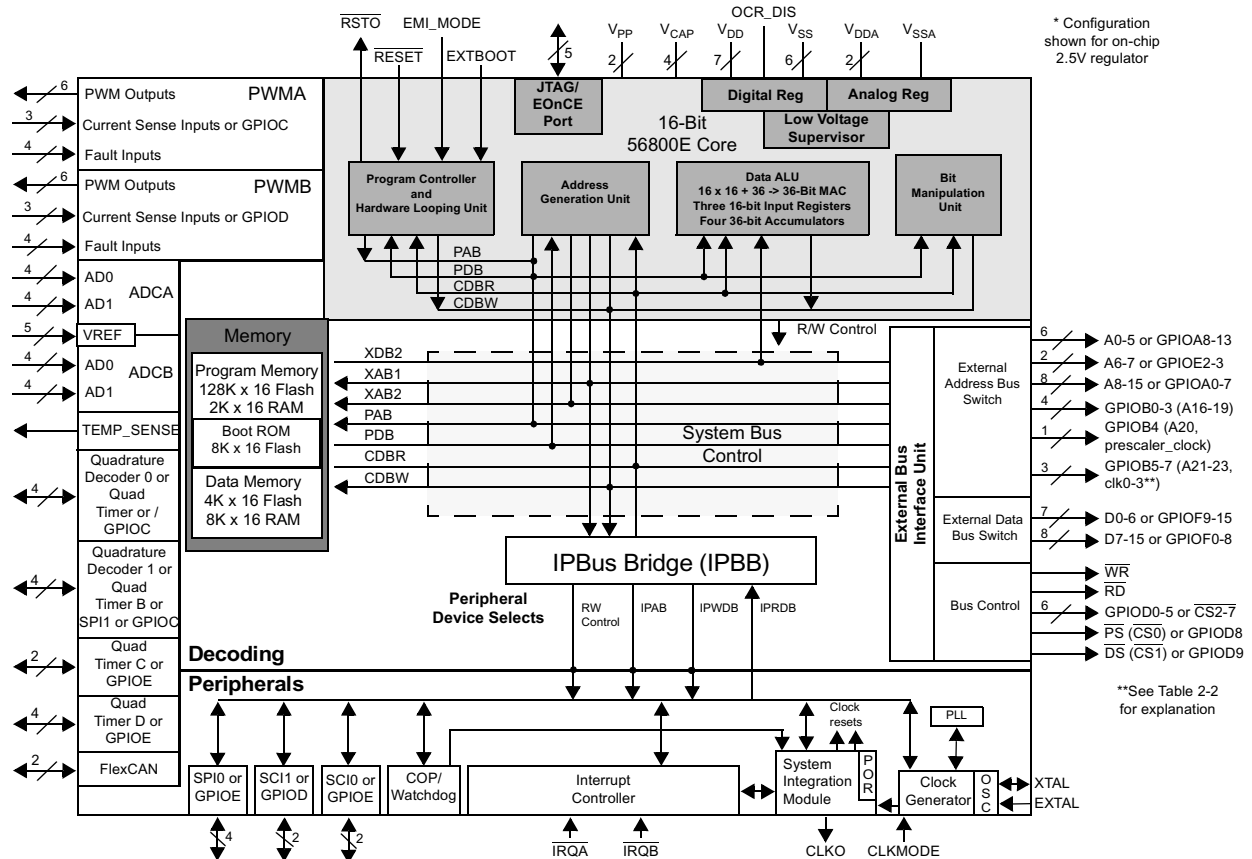 RSTO
EMI_MODE
RESET
EXTBOOT
5
VPP
2
VCAP
4
VDD
7
OCR_DIS
VSS
6
VDDA
2
VSSA
* Configuration
shown for on-chip
2.5V regulator
JTAG/
EOnCE
Port
Digital Reg
Analog Reg
Low Voltage
Supervisor
16-Bit
56800E Core
6
PWM Outputs
PWMA
3
Current Sense Inputs or GPIOC
4
Fault Inputs
6
PWM Outputs
PWMB
3
Current Sense Inputs or GPIOD
4
Fault Inputs
Program Controller
and
Hardware Looping Unit
Address
Generation Unit
Data ALU
16 x 16 + 36 -> 36-Bit MAC
Three 16-bit Input Registers
Four 36-bit Accumulators
Bit
Manipulation
Unit
PAB
PDB
CDBR
CDBW
4
AD0
4
AD1
ADCA
5
VREF
4
AD0
ADCB
4
AD1
TEMP_SENSE
4
Quadrature
Decoder 0 or
Quad
Timer or /
GPIOC
4
Quadrature
Decoder 1 or
Quad
Timer B or
SPI1 or GPIOC
2
Quad
Timer C or
GPIOE
4
Quad
Timer D or
GPIOE
2
FlexCAN
Memory
Program Memory
128K x 16 Flash
2K x 16 RAM
Boot ROM
8K x 16 Flash
Data Memory
4K x 16 Flash
8K x 16 RAM
R/W Control
XDB2
XAB1
XAB2
PAB
PDB
CDBR
CDBW
System Bus
Control
External Bus
Interface Unit
External
Address Bus
Switch
External Data
Bus Switch
Bus Control
6
A0-5 or GPIOA8-13
2
A6-7 or GPIOE2-3
8
A8-15 or GPIOA0-7
4
GPIOB0-3 (A16-19)
1
GPIOB4 (A20,
prescaler_clock)
3
GPIOB5-7 (A21-23,
clk0-3**)
7
D0-6 or GPIOF9-15
8
D7-15 or GPIOF0-8
WR
RD
6
GPIOD0-5 or CS2-7
PS (CS0) or GPIOD8
DS (CS1) or GPIOD9
**See Table 2-2
for explanation
IPBus Bridge (IPBB)
Peripheral
Device Selects
RW
Control
IPAB
IPWDB
IPRDB
Decoding
Peripherals
Clock
resets
PLL
SPI0 or
GPIOE
SCI1 or
GPIOD
SCI0 or
GPIOE
COP/
Watchdog
Interrupt
Controller
System
Integration
Module
POR
Clock
Generator
OSC
XTAL
EXTAL
4
2
2
IRQA
IRQB
CLKO
CLKMODE